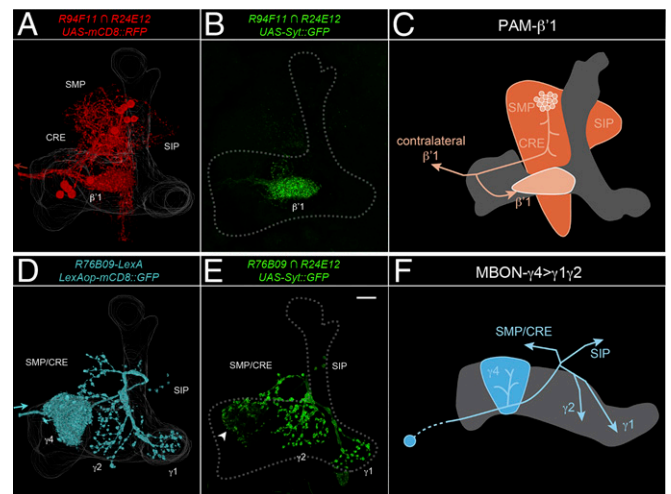 A
R94F11 ∩ R24E12
UAS-mCD8::RFP
SMP
CRE
SIP
β'1
B
R94F11 ∩ R24E12
UAS-Syt::GFP
β'1
C
PAM-β'1
SMP
SIP
CRE
contralateral
β'1
β'1
D
R76B09-LexA
LexAop-mCD8::GFP
SMP/CRE
SIP
γ4
γ2
γ1
E
R76B09 ∩ R24E12
UAS-Syt::GFP
SMP/CRE
SIP
γ2
γ1
F
MBON-γ4>γ1γ2
SMP/CRE
SIP
γ4
γ2
γ1